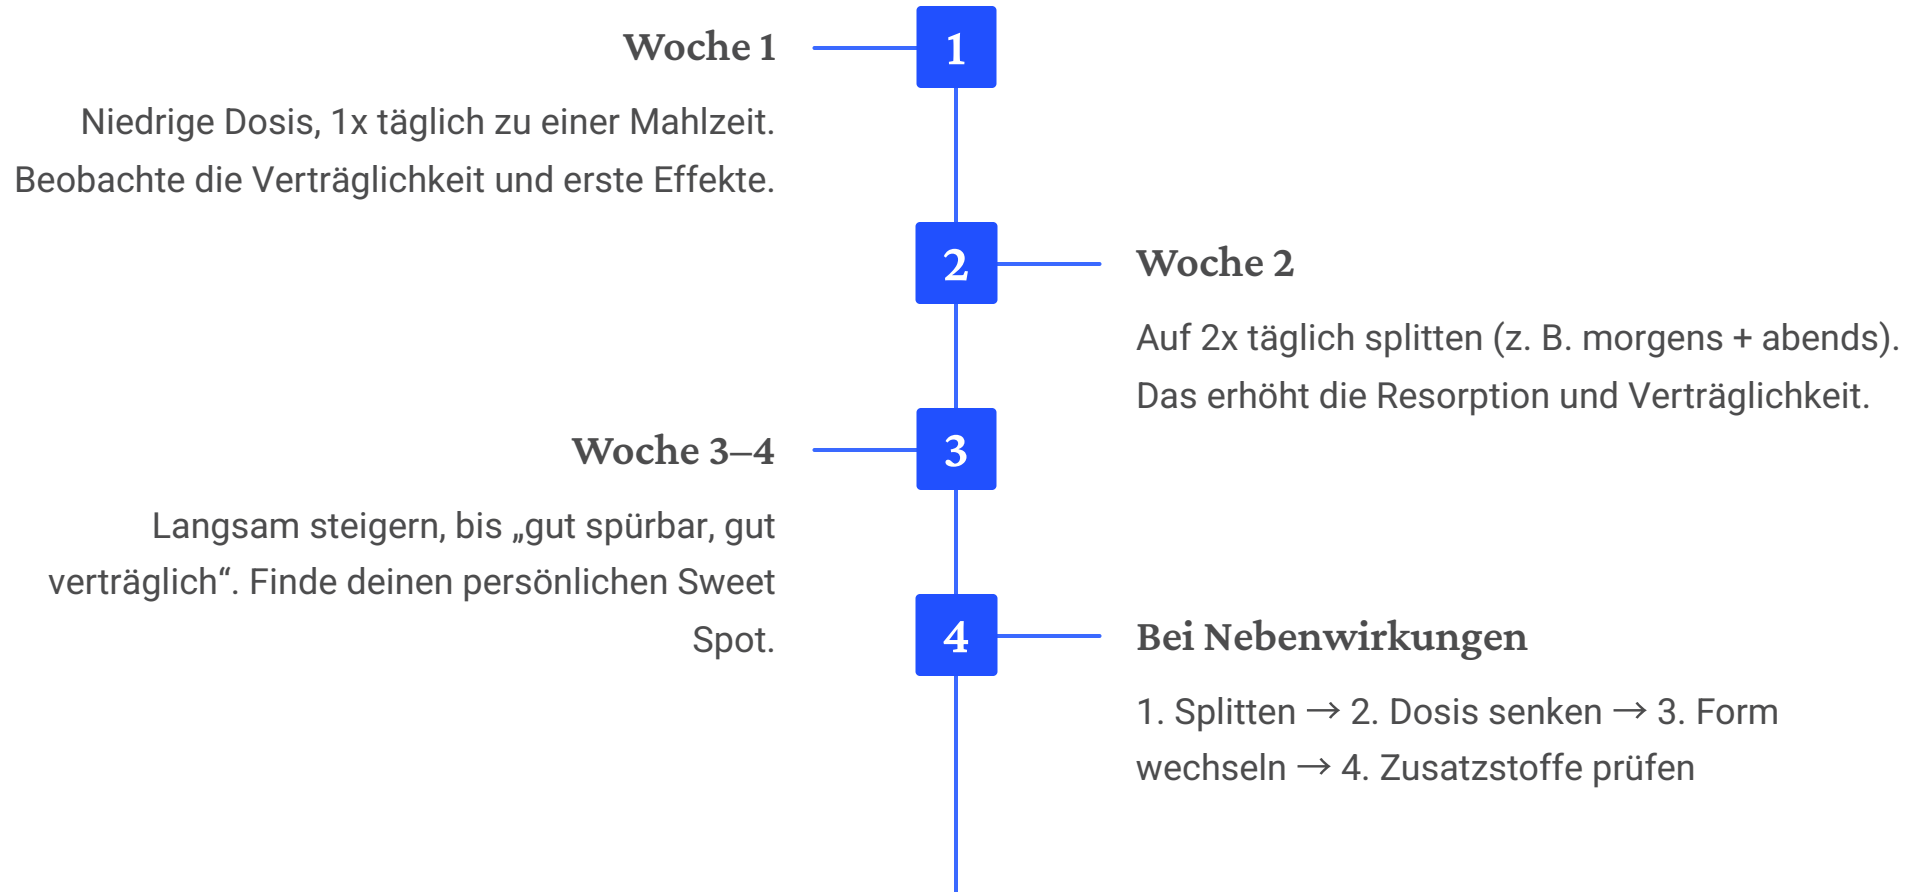 Woche 1
1
Niedrige Dosis, 1x täglich zu einer Mahlzeit.
Beobachte die Verträglichkeit und erste Effekte.
2
Woche 2
Auf 2x täglich splitten (z. B. morgens + abends).
Das erhöht die Resorption und Verträglichkeit.
Woche 3–4
3
Langsam steigern, bis „gut spürbar, gut
verträglich“. Finde deinen persönlichen Sweet
Spot.
4
Bei Nebenwirkungen
1. Splitten → 2. Dosis senken → 3. Form
wechseln → 4. Zusatzstoffe prüfen